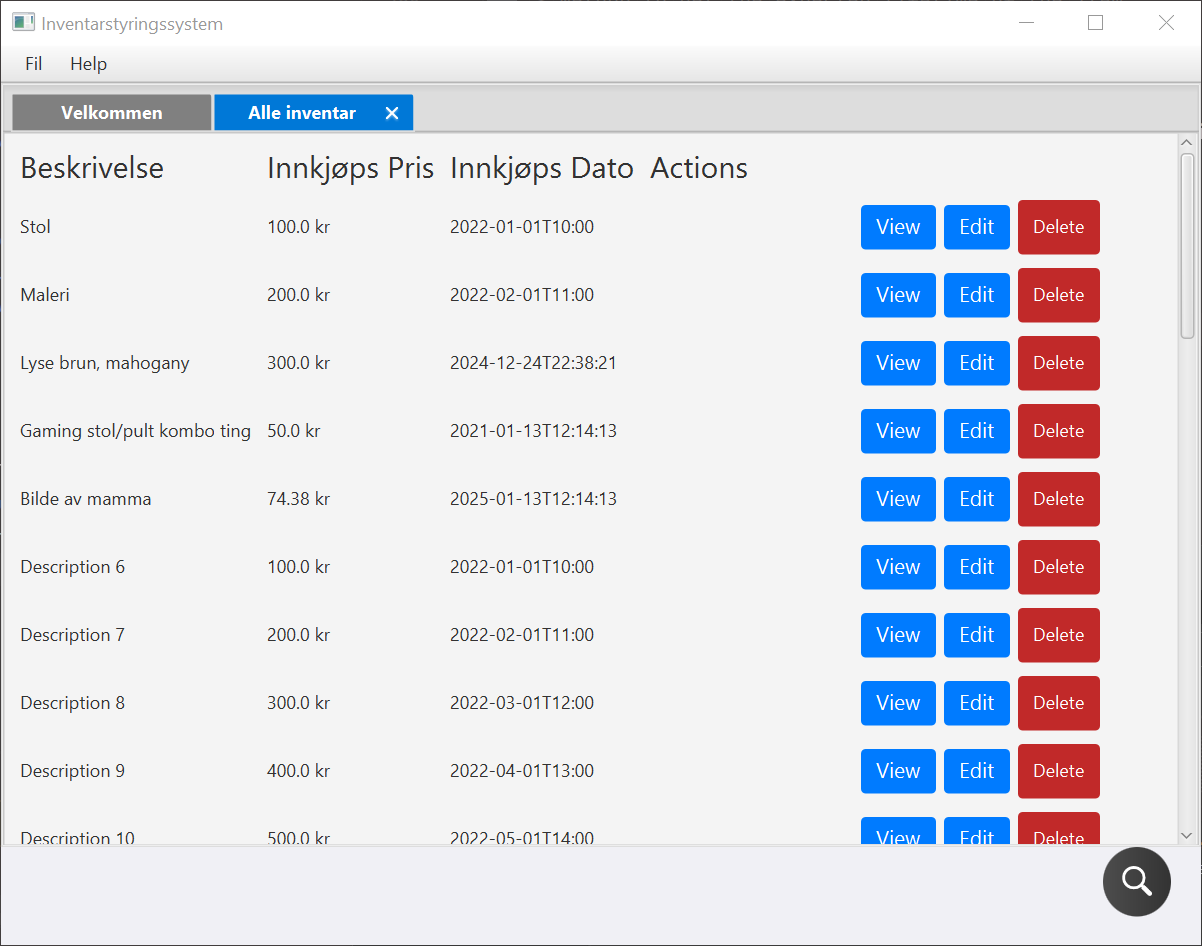 Inventarstyringssystem
Fil Help
Velkommen Alle inventar
Beskrivelse Innkjøps Pris Innkjøps Dato Actions
Stol 100.0 kr 2022-01-01T10:00 View Edit Delete
Maleri 200.0 kr 2022-02-01T11:00 View Edit Delete
Lyse brun, mahogany 300.0 kr 2024-12-24T22:38:21 View Edit Delete
Gaming stol/pult kombo ting 50.0 kr 2021-01-13T12:14:13 View Edit Delete
Bilde av mamma 74.38 kr 2025-01-13T12:14:13 View Edit Delete
Description 6 100.0 kr 2022-01-01T10:00 View Edit Delete
Description 7 200.0 kr 2022-02-01T11:00 View Edit Delete
Description 8 300.0 kr 2022-03-01T12:00 View Edit Delete
Description 9 400.0 kr 2022-04-01T13:00 View Edit Delete
Description 10 500.0 kr 2022-05-01T14:00 View Edit Delete